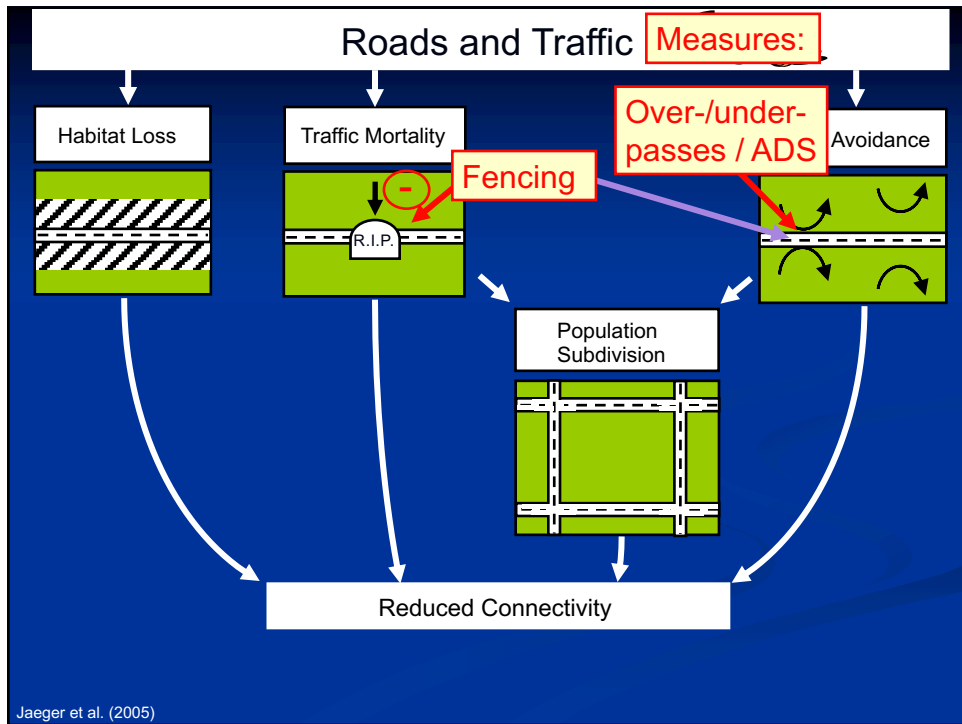 Roads and Traffic
Measures:
Habitat Loss
Traffic Mortality
Over-/under-
passes / ADS
Avoidance
Fencing
-
R.I.P.
Population
Subdivision
Reduced Connectivity
Jaeger et al. (2005)